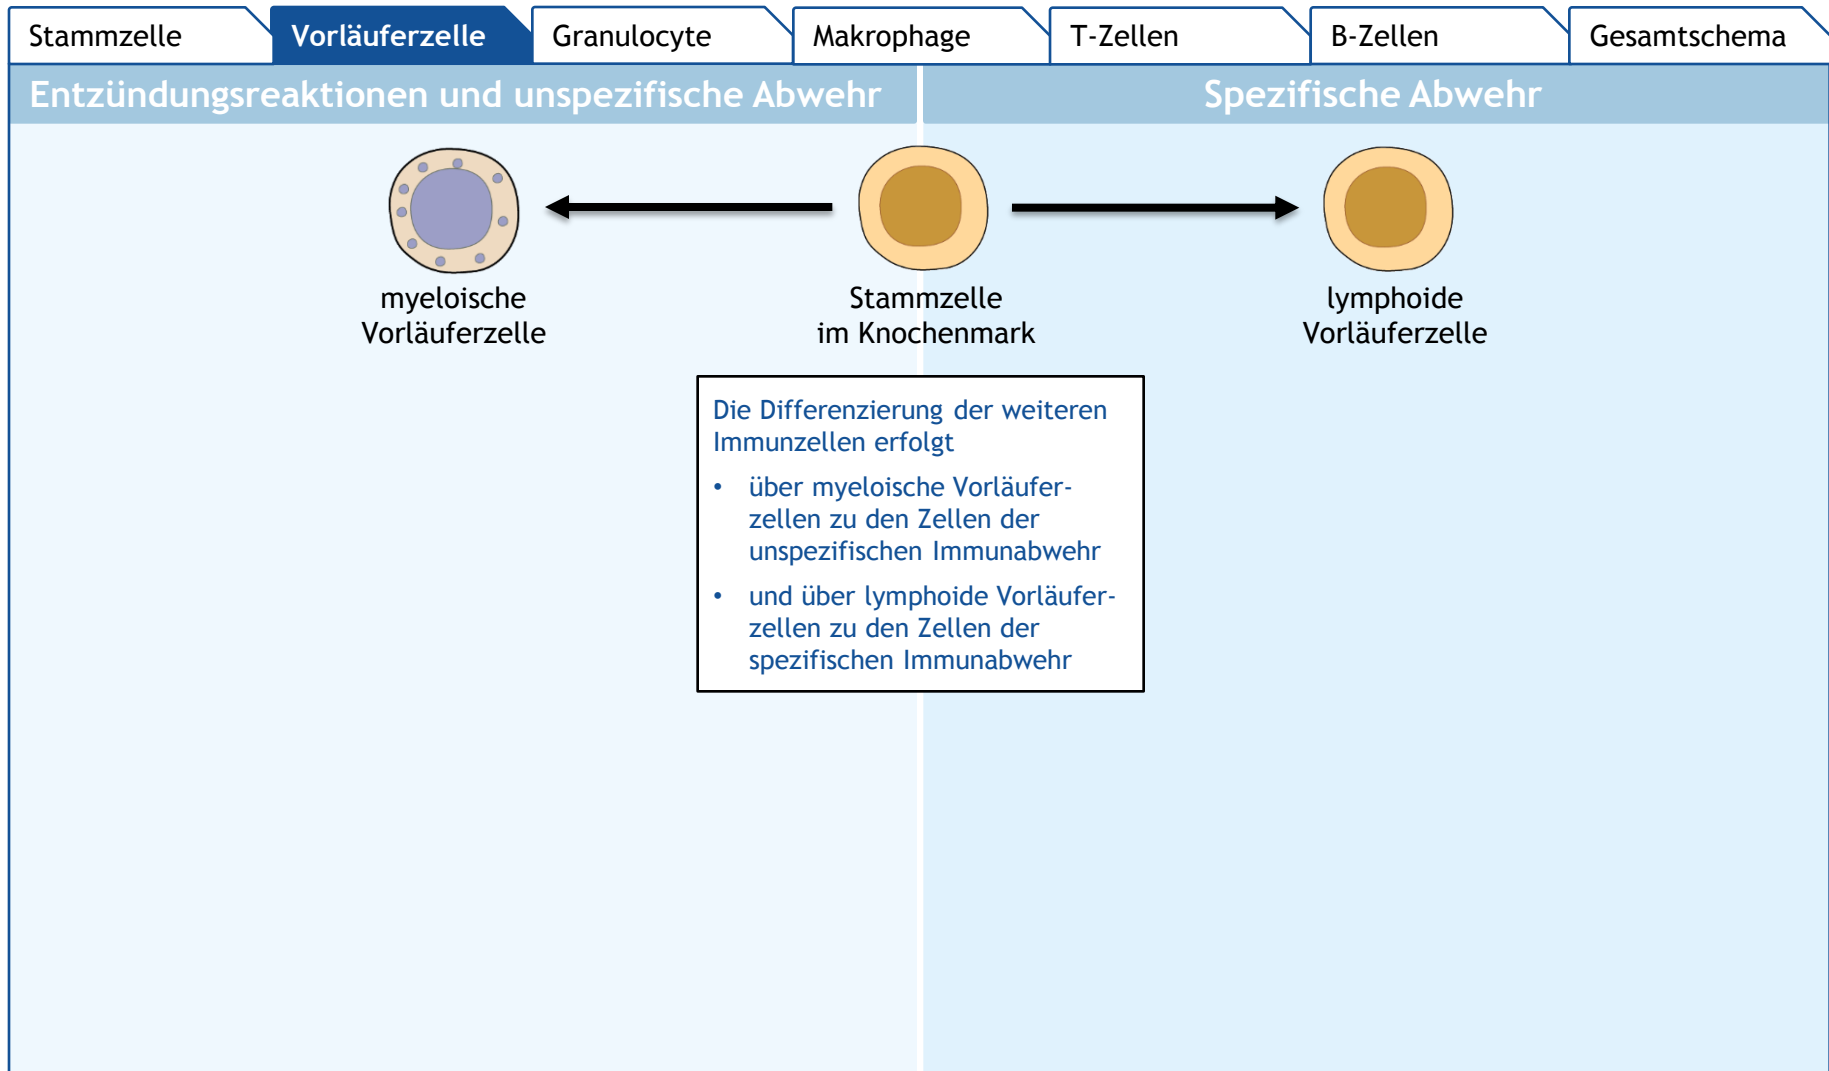 Stammzelle
Vorläuferzelle
Granulocyte
Makrophage
T-Zellen
B-Zellen
Gesamtschema
Entzündungsreaktionen und unspezifische Abwehr
Spezifische Abwehr
myeloische
Vorläuferzelle
Stammzelle
im Knochenmark
lymphoide
Vorläuferzelle
Die Differenzierung der weiteren
Immunzellen erfolgt
• über myeloische Vorläufer-
zellen zu den Zellen der
unspezifischen Immunabwehr
• und über lymphoide Vorläufer-
zellen zu den Zellen der
spezifischen Immunabwehr